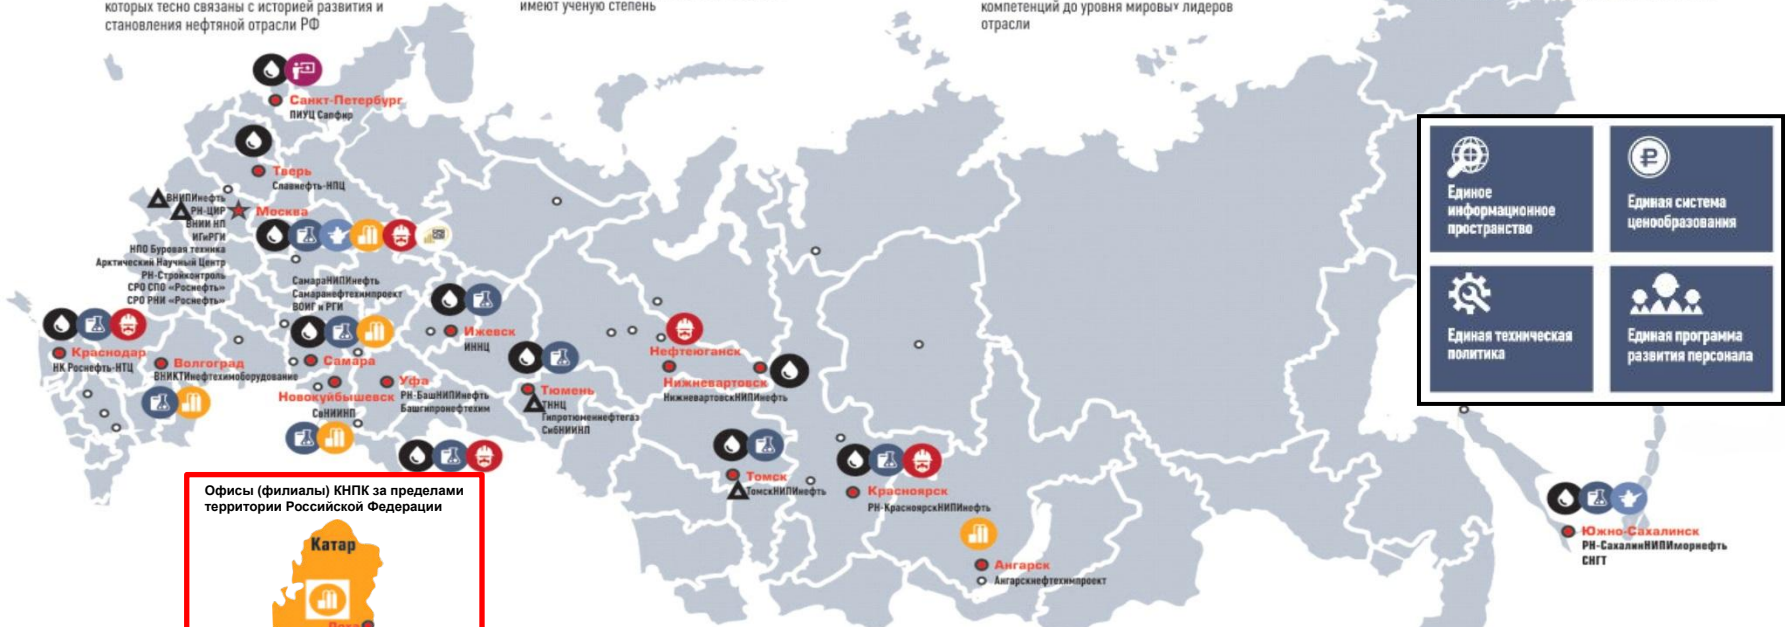 которых тесно связаны с историей развития и
становления нефтяной отрасли РФ
имеют ученую степень
компетенций до уровня мировых лидеров
отрасли
Санкт-Петербург
ПИУЦ Сапфир
Тверь
Славнефть-НПЦ
ВНИПИнефть
РН-ЦИР
Москва
ВНИИ НП
ИГиРГИ
НПО Буровая техника
Арктический Научный Центр
РН-Стройконтроль
СРО СПО «Роснефть»
СРО РНИ «Роснефть»
СамараНИПИнефть
Самаранефтехимпроект
ВОИГ и РГИ
Самара
Ижевск
ИННЦ
Краснодар
НК Роснефть-НТЦ
Волгоград
ВНИКТИнефтехимоборудование
Новокуйбышевск
СвНИИНП
Уфа
РН-БашНИПИнефть
Башгипронефтехим
Тюмень
ТННЦ
Гипротюменнефтегаз
СибНИИНП
Нефтеюганск
Нижневартовск
НижневартовскНИПИнефть
Томск
ТомскНИПИнефть
Красноярск
РН-КрасноярскНИПИнефть
Ангарск
Ангарскнефтехимпроект
Южно-Сахалинск
РН-СахалинНИПИморнефть
СНГТ
Единое
информационное
пространство
Единая система
ценообразования
Единая техническая
политика
Единая программа
развития персонала
Офисы (филиалы) КНПК за пределами
территории Российской Федерации
Катар